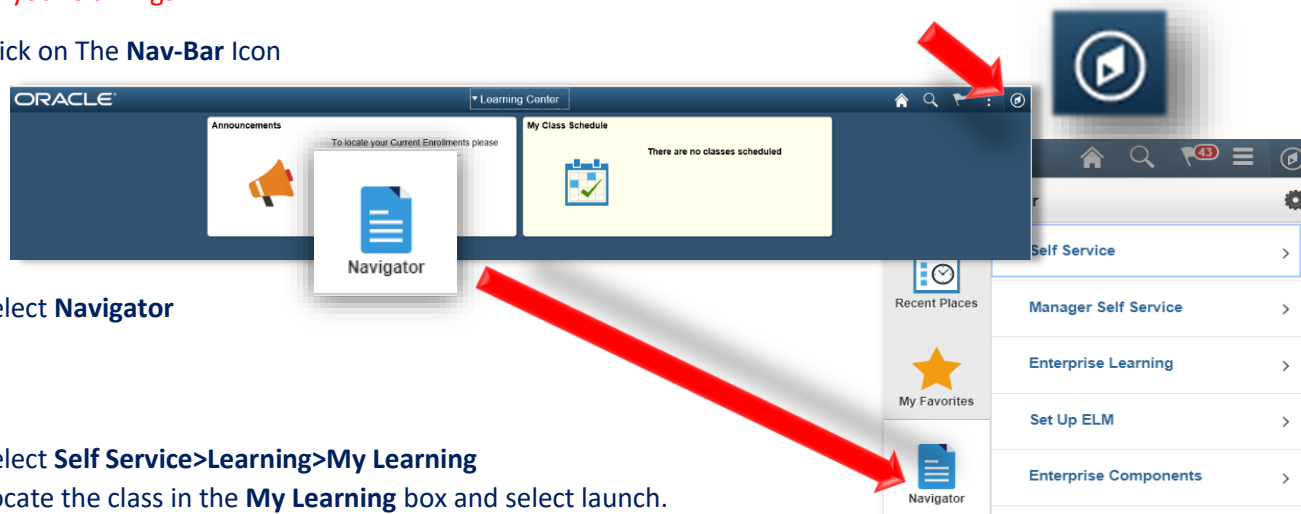 ick on The Nav-Bar Icon
ORACLE
Learning Center
Announcements
To locate your Current Enrollments please
My Class Schedule
There are no classes scheduled
Navigator
43
r
Self Service
Recent Places
Manager Self Service
elect Navigator
Enterprise Learning
My Favorites
Set Up ELM
elect Self Service>Learning>My Learning
Enterprise Components
ocate the class in the My Learning box and select launch.
Navigator